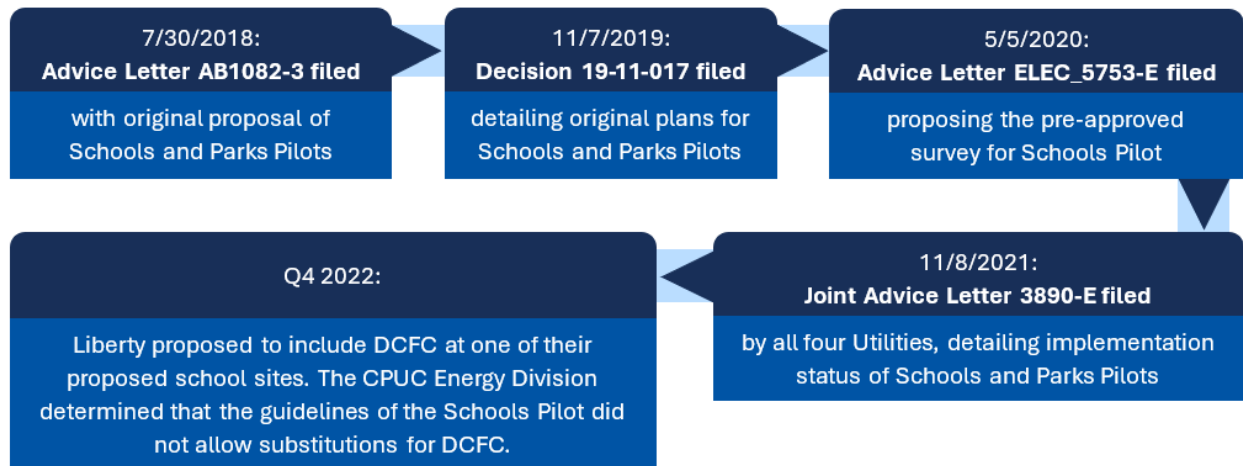 7/30/2018:
Advice Letter AB1082-3 filed
with original proposal of
Schools and Parks Pilots
11/7/2019:
Decision 19-11-017 filed
detailing original plans for
Schools and Parks Pilots
5/5/2020:
Advice Letter ELEC_5753-E filed
proposing the pre-approved
survey for Schools Pilot
11/8/2021:
Joint Advice Letter 3890-E filed
by all four Utilities, detailing implementation
status of Schools and Parks Pilots
Q4 2022:
Liberty proposed to include DCFC at one of their
proposed school sites. The CPUC Energy Division
determined that the guidelines of the Schools Pilot did
not allow substitutions for DCFC.